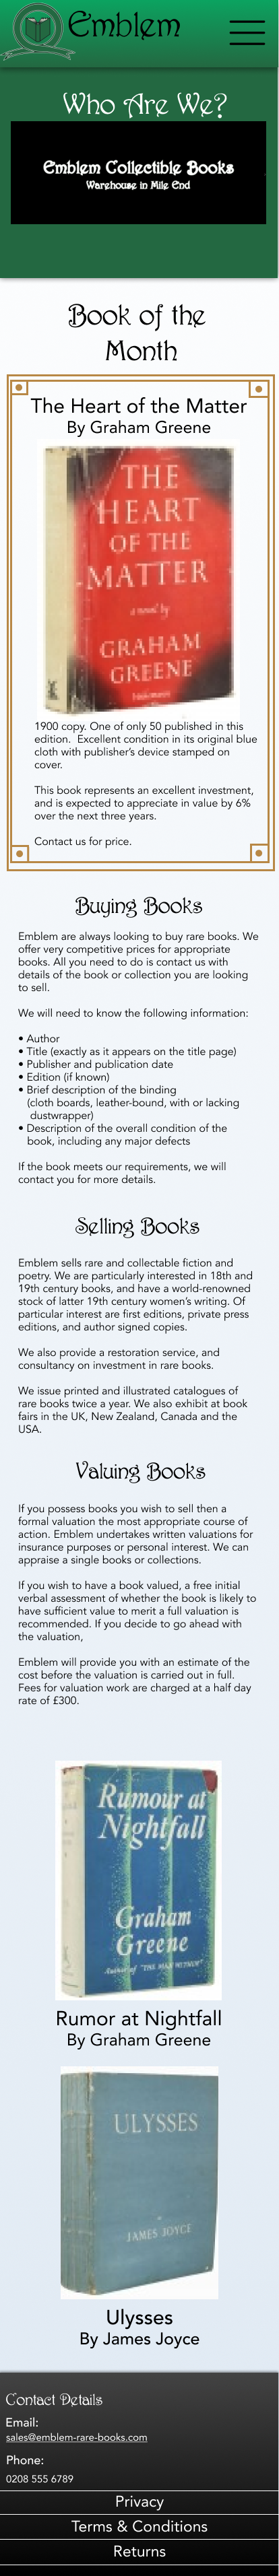 Emblem
Who Are We?
Emblem Collectible Books
Warehouse in Mile End
Book of the
Month
The Heart of the Matter
By Graham Greene
THE
HEART
OF THE
MATTER
a novel by
GRAHAM
GREENE
1900 copy. One of only 50 published in this
edition. Excellent condition in its original blue
cloth with publisher's device stamped on
cover.
This book represents an excellent investment,
and is expected to appreciate in value by 6%
over the next three years.
Contact us for price.
Buying Books
Emblem are always looking to buy rare books. We
offer very competitive prices for appropriate
books. All you need to do is contact us with
details of the book or collection you are looking
to sell.
We will need to know the following information:
• Author
• Title (exactly as it appears on the title page)
• Publisher and publication date
• Edition (if known)
• Brief description of the binding
(cloth boards, leather-bound, with or lacking
dustwrapper)
• Description of the overall condition of the
book, including any major defects
If the book meets our requirements, we will
contact you for more details.
Selling Books
Emblem sells rare and collectable fiction and
poetry. We are particularly interested in 18th and
19th century books, and have a world-renowned
stock of latter 19th century women's writing. Of
particular interest are first editions, private press
editions, and author signed copies.
We also provide a restoration service, and
consultancy on investment in rare books.
We issue printed and illustrated catalogues of
rare books twice a year. We also exhibit at book
fairs in the UK, New Zealand, Canada and the
USA.
Valuing Books
If you possess books you wish to sell then a
formal valuation the most appropriate course of
action. Emblem undertakes written valuations for
insurance purposes or personal interest. We can
appraise a single books or collections.
If you wish to have a book valued, a free initial
verbal assessment of whether the book is likely to
have sufficient value to merit a full valuation is
recommended. If you decide to go ahead with
the valuation,
Emblem will provide you with an estimate of the
cost before the valuation is carried out in full.
Fees for valuation work are charged at a half day
rate of £300.
Rumour at
Nightfall
Graham
Greene
Author of "THE MAN WITHIN"
Rumor at Nightfall
By Graham Greene
ULYSSES
JAMES JOYCE
Ulysses
By James Joyce
Contact Details
Email:
sales@emblem-rare-books.com
Phone:
0208 555 6789
Privacy
Terms & Conditions
Returns